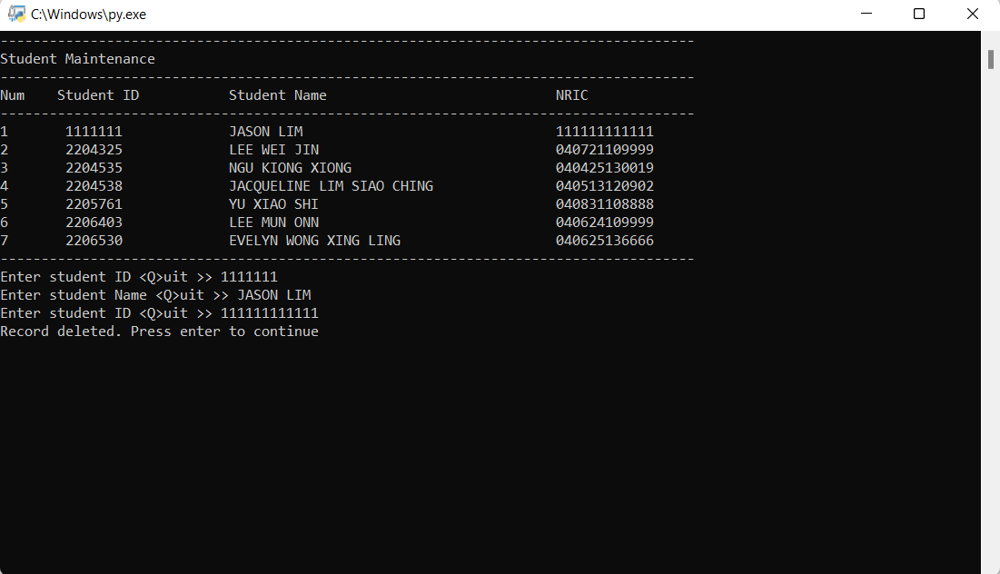 C:\Windows\py.exe
-------------------------------------------------------------------------------------
Student Maintenance
-------------------------------------------------------------------------------------
Num    Student ID           Student Name                            NRIC
-------------------------------------------------------------------------------------
1       1111111             JASON LIM                               111111111111
2       2204325             LEE WEI JIN                             040721109999
3       2204535             NGU KIONG XIONG                         040425130019
4       2204538             JACQUELINE LIM SIAO CHING               040513120902
5       2205761             YU XIAO SHI                             040831108888
6       2206403             LEE MUN ONN                             040624109999
7       2206530             EVELYN WONG XING LING                   040625136666
-------------------------------------------------------------------------------------
Enter student ID <Q>uit >> 1111111
Enter student Name <Q>uit >> JASON LIM
Enter student ID <Q>uit >> 111111111111
Record deleted. Press enter to continue